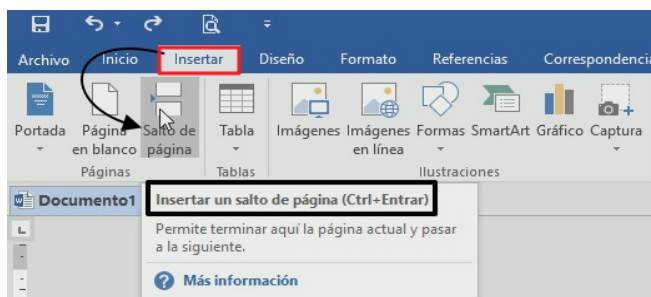 Archivo Inicio Insertar Diseño Formato Referencias Correspondencia
Portada Página en blanco Salto de página Tabla Imágenes Imágenes en línea Formas SmartArt Gráfico Captura
Páginas Tablas Ilustraciones
Documento1
Insertar un salto de página (Ctrl+Entrar)
Permite terminar aquí la página actual y pasar
a la siguiente.
Más información